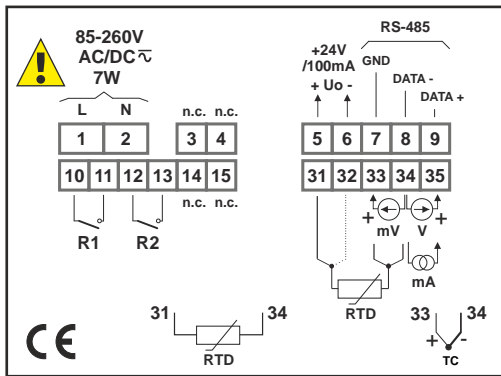 85-260V
AC/DC
7W
L N
n.c. n.c.
1 2 3 4
10 11 12 13 14 15
n.c. n.c.
R1 R2
RS-485
+24V
/100mA
+ Uo -
GND
DATA -
DATA +
5 6 7 8 9
31 32 33 34 35
+ mV V +
mA
RTD
31 34
RTD
33 34
+ -
TC
CE